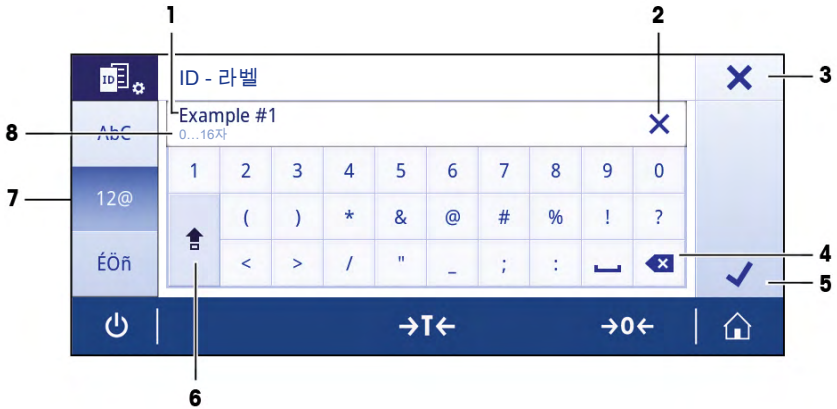 1 2
ID ID - 라벨
3
Example #1
8 AbC 0...16자
1 2 3 4 5 6 7 8 9 0
7 12@
( ) * & @ # % ! ?
ÉÖñ < > / " _ ; : 4
5
→T← →0←
6